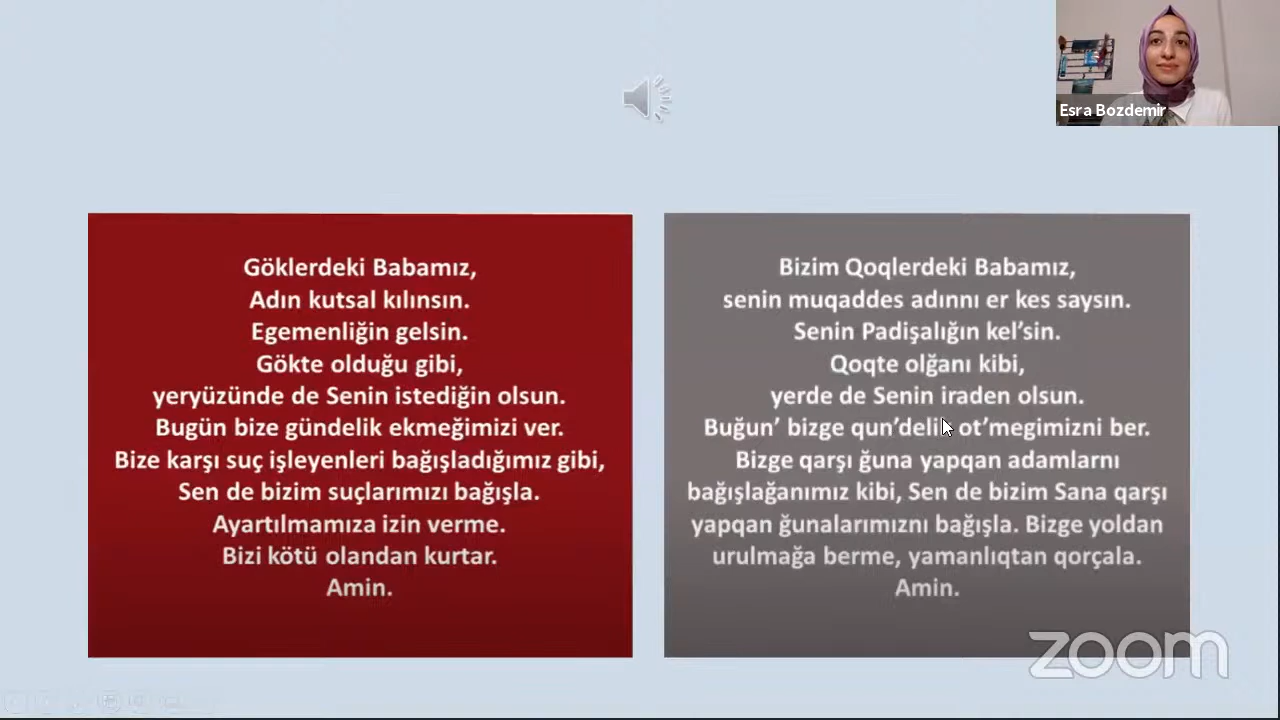 Esra Bozdemir
Göklerdeki Babamız,
Adın kutsal kılınsın.
Egemenliğin gelsin.
Gökte olduğu gibi,
yeryüzünde de Senin istediğin olsun.
Bugün bize gündelik ekmeğimizi ver.
Bize karşı suç işleyenleri bağışladığımız gibi,
Sen de bizim suçlarımızı bağışla.
Ayartılmamıza izin verme.
Bizi kötü olandan kurtar.
Amin.
Bizim Qoqlerdeki Babamız,
senin muqaddes adınnı er kes saysın.
Senin Padişalığın kel’sin.
Qoqte olğanı kibi,
yerde de Senin iraden olsun.
Buğun’ bizge qun’delik ot’megimizni ber.
Bizge qarşı ğuna yapqan adamlarnı
bağışlağanımız kibi, Sen de bizim Sana qarşı
yapqan ğunalarımıznı bağışla. Bizge yoldan
urulmağa berme, yamanlıqtan qorçala.
Amin.
zoom